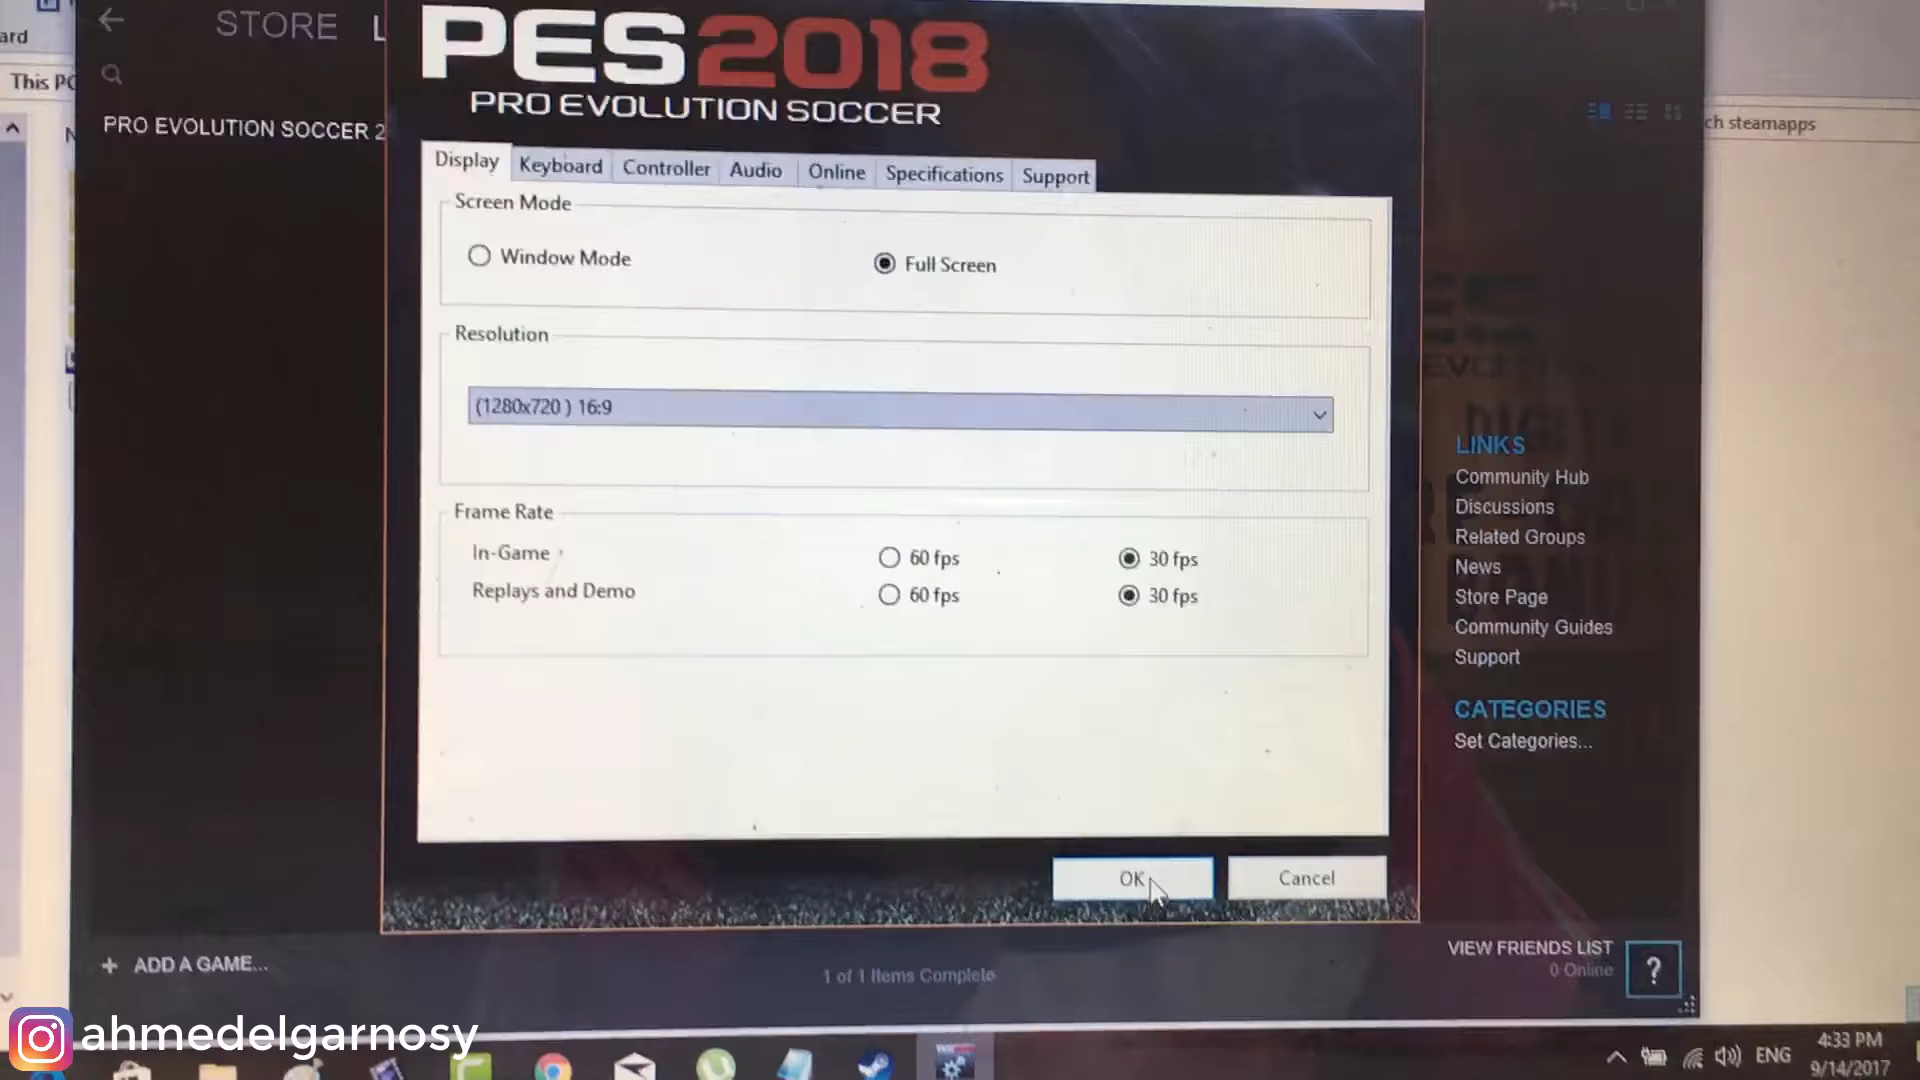 ard
STORE
This PC
PRO EVOLUTION SOCCER 2
PES2018
PRO EVOLUTION SOCCER
ch steamapps
Display
Keyboard
Controller
Audio
Online
Specifications
Support
Screen Mode
Window Mode
Full Screen
Resolution
(1280x720 ) 16:9
Frame Rate
In-Game
60 fps
30 fps
Replays and Demo
60 fps
30 fps
OK
Cancel
LINKS
Community Hub
Discussions
Related Groups
News
Store Page
Community Guides
Support
CATEGORIES
Set Categories...
+ ADD A GAME...
1 of 1 Items Complete
VIEW FRIENDS LIST
0 Online
?
ahmedelgarnosy
ENG
4:33 PM
9/14/2017